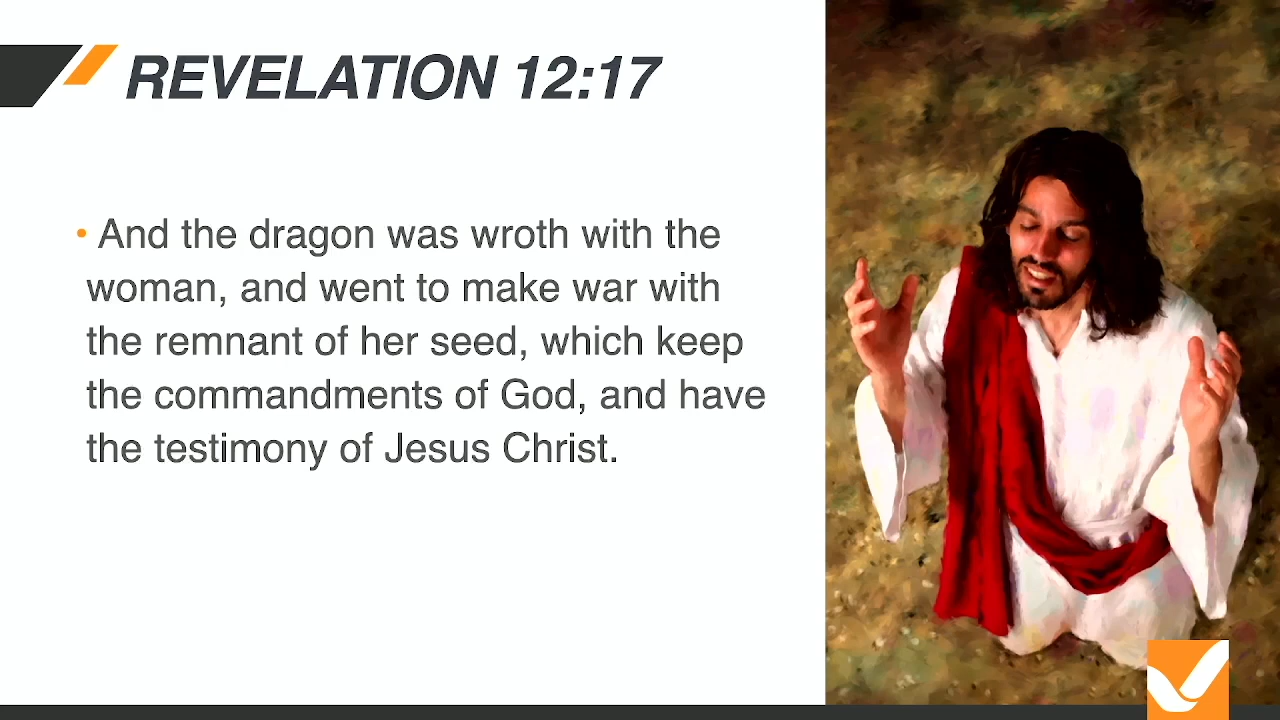 REVELATION 12:17
• And the dragon was wroth with the
woman, and went to make war with
the remnant of her seed, which keep
the commandments of God, and have
the testimony of Jesus Christ.